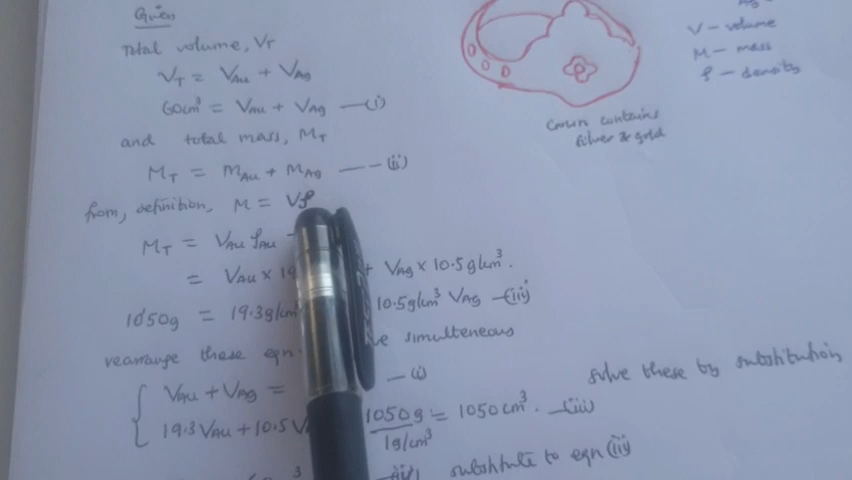 Given
Total volume, VT
VT = VAu + VAg
60cm³ = VAu + VAg —(i)
and total mass, MT
MT = MAu + MAg —–(ii)
from, definition, M = Vρ
MT = VAu ρAu
= VAu × 19 + VAg × 10.5g/cm³.
1050g = 19.3g/cm 10.5g/cm³ VAg —(iii)
rearrange these eqn simulteneous
VAu + VAg = —(i)
19.3 VAu + 10.5 V 1050g/1g/cm³ = 1050cm³. —(iii)
solve these by substitution
substitute to eqn (iii)
V – volume
M – mass
ρ – density
Crown contains
silver & gold